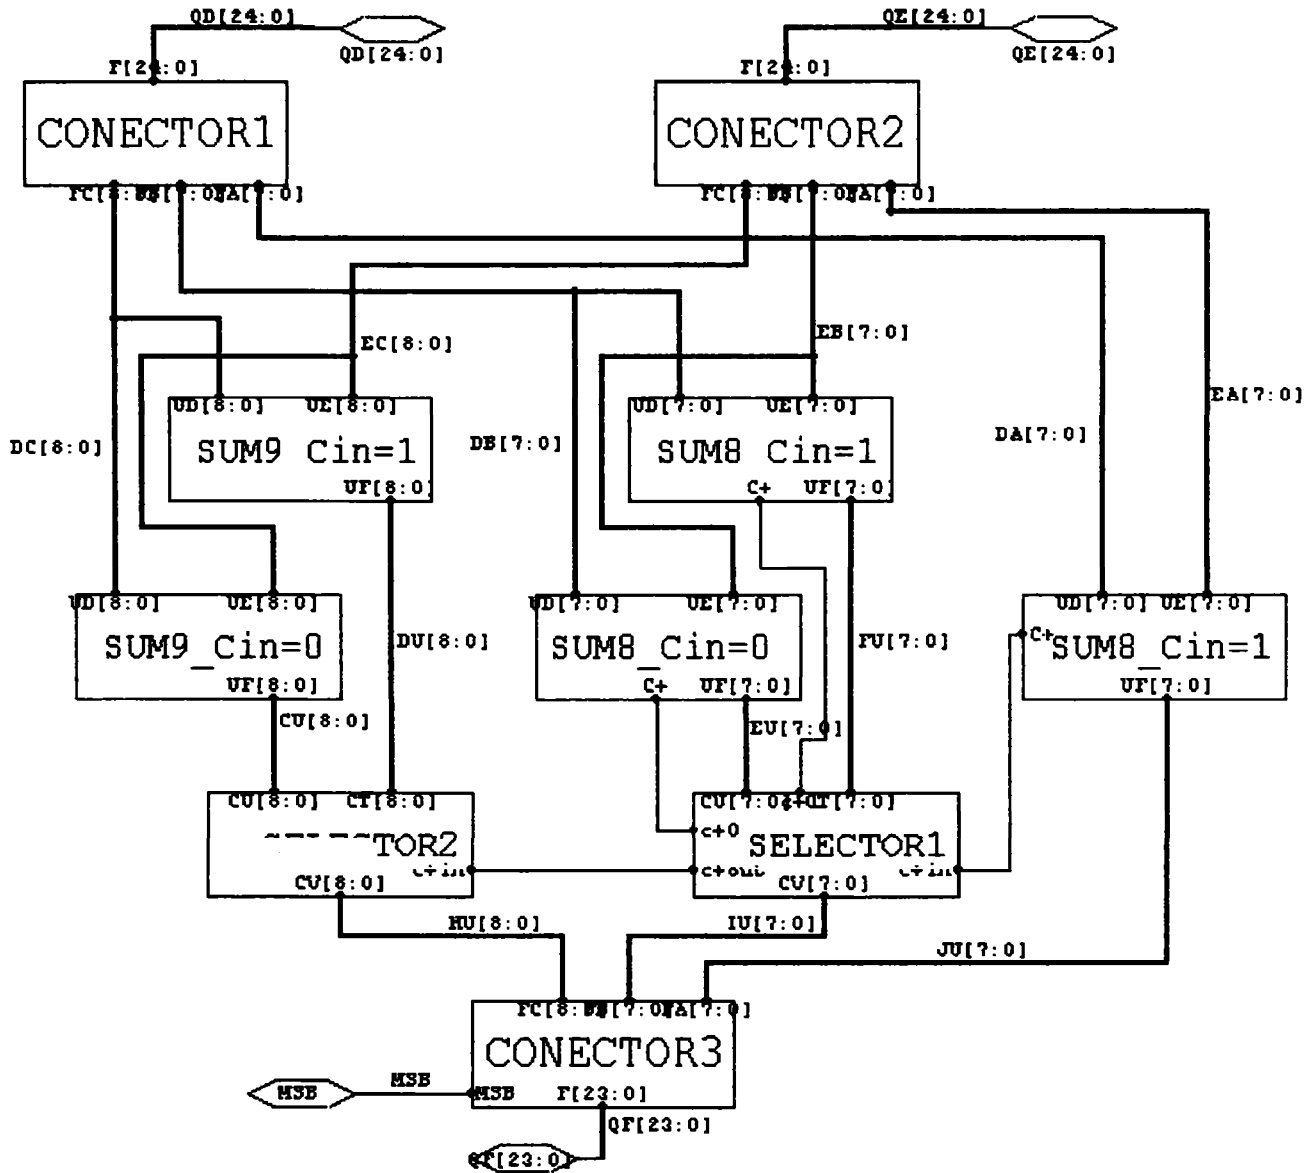 QD[24:0]
QE[24:0]
QD[24:0]
QE[24:0]
F[24:0]
F[24:0]
CONECTOR1
CONECTOR2
EC[8:0]
EB[7:0]
EA[7:0]
UD[8:0] UE[8:0]
UD[7:0] UE[7:0]
DC[8:0]
SUM9 Cin=1
DB[7:0]
SUM8 Cin=1
DA[7:0]
UF[8:0]
C+ UF[7:0]
UD[8:0] UE[8:0]
UD[7:0] UE[7:0]
UD[7:0] UE[7:0]
SUM9_Cin=0
DU[8:0]
SUM8_Cin=0
FU[7:0]
C+
SUM8_Cin=1
UF[8:0]
C+ UF[7:0]
UF[7:0]
CU[8:0]
EU[7:0]
CU[8:0] CT[8:0]
c+0
TOR2
SELECTOR1
c+in
c+out
c+in
CU[8:0]
CU[7:0]
HU[8:0]
IU[7:0]
JU[7:0]
CONECTOR3
MSB
MSB
MSB
F[23:0]
QF[23:0]
QF[23:0]